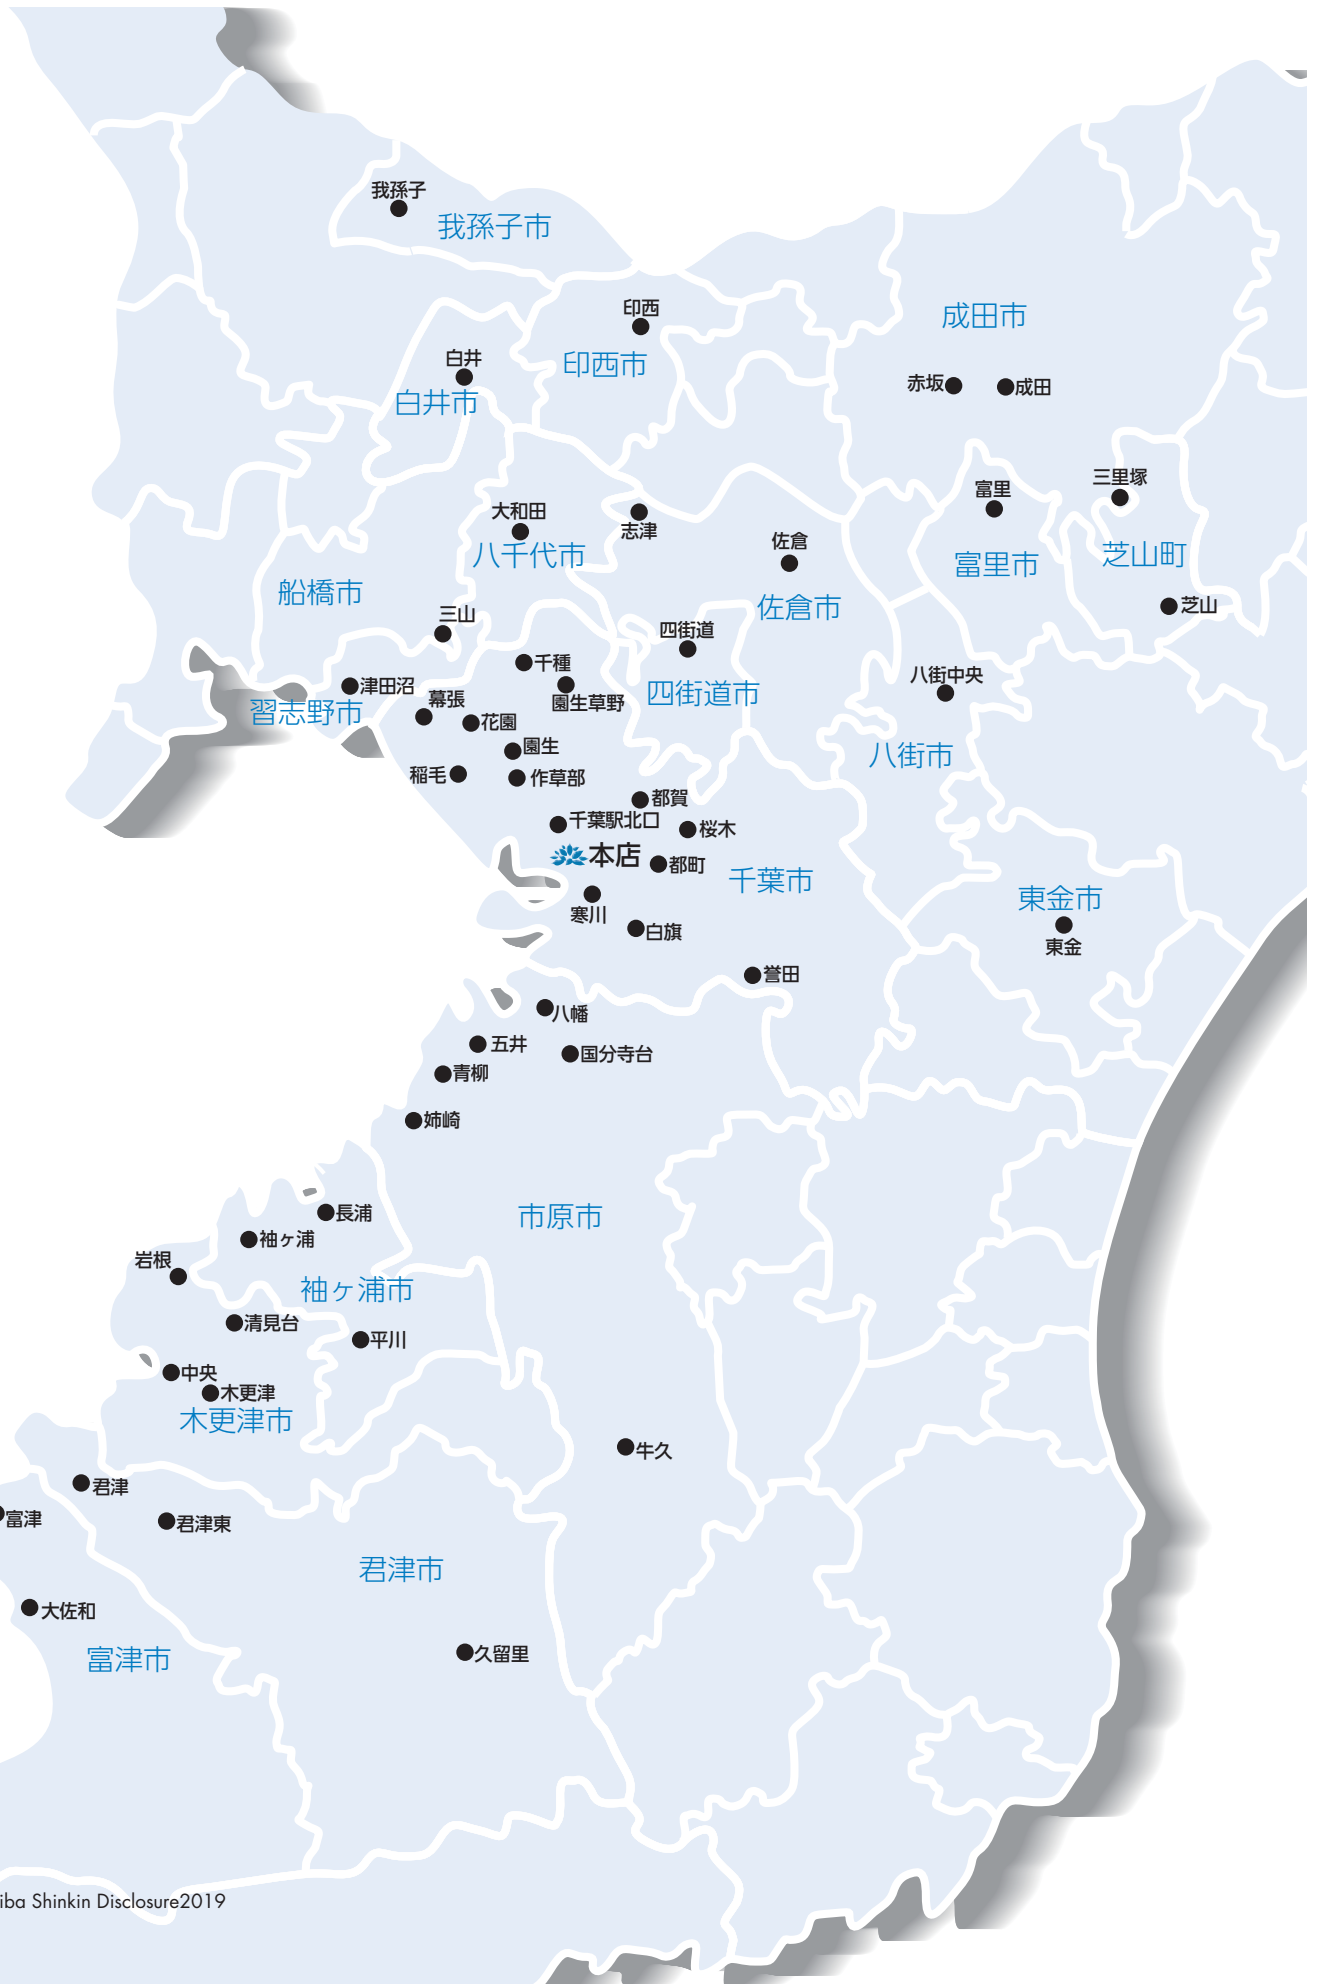 我孫子
我孫子市
印西
成田市
白井
印西市
赤坂
成田
白井市
三里塚
富里
大和田
志津
佐倉
八千代市
芝山町
富里市
船橋市
佐倉市
芝山
三山
四街道
千種
八街中央
津田沼
四街道市
幕張
園生草野
習志野市
花園
園生
八街市
稲毛
作草部
都賀
千葉駅北口
桜木
本店
都町
千葉市
東金市
寒川
白旗
東金
誉田
八幡
五井
国分寺台
青柳
姉崎
長浦
市原市
袖ヶ浦
岩根
袖ヶ浦市
清見台
平川
中央
木更津
木更津市
牛久
君津
富津
君津東
君津市
大佐和
久留里
富津市
iba Shinkin Disclosure2019